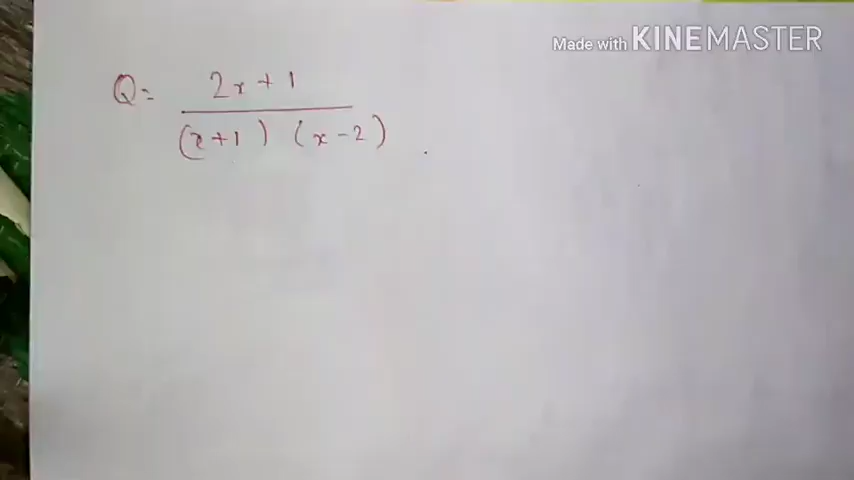 Made with KINEMASTER
Q= 2x+1
(x+1) (x-2)